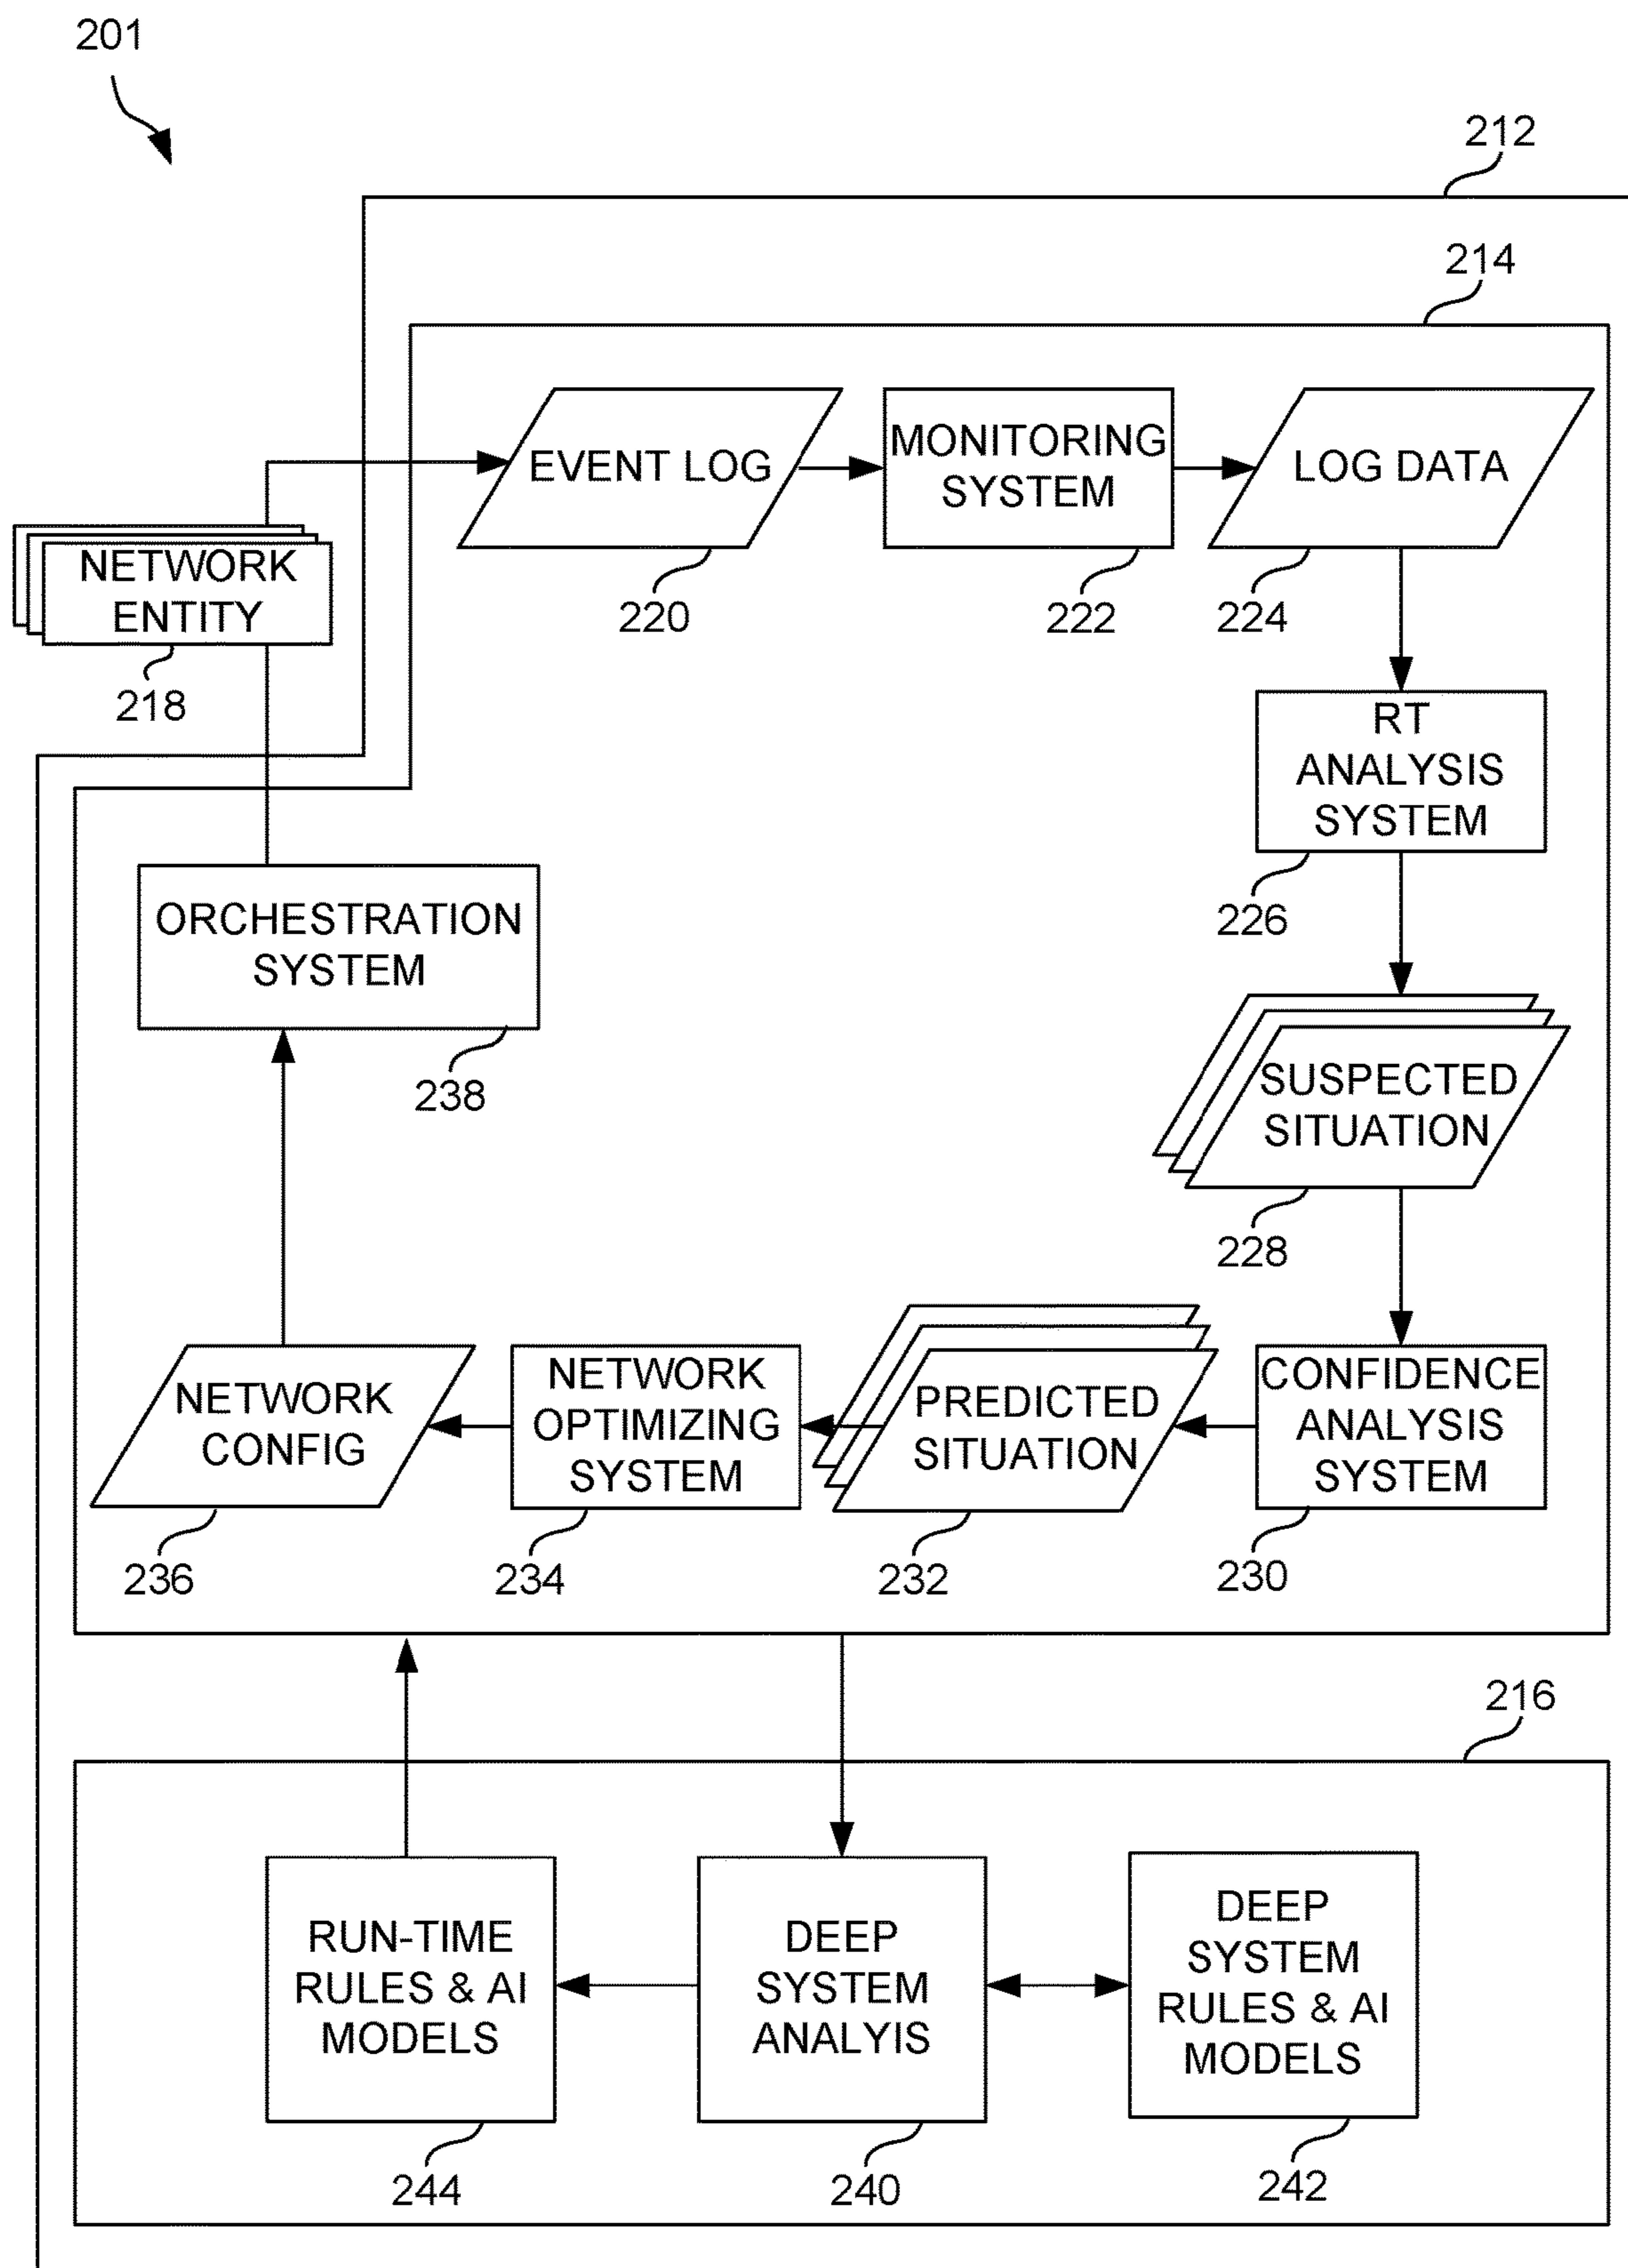 201
212
214
EVENT LOG
220
MONITORING
SYSTEM
222
LOG DATA
224
NETWORK
ENTITY
218
RT
ANALYSIS
SYSTEM
226
ORCHESTRATION
SYSTEM
238
SUSPECTED
SITUATION
228
NETWORK
CONFIG
236
NETWORK
OPTIMIZING
SYSTEM
234
PREDICTED
SITUATION
232
CONFIDENCE
ANALYSIS
SYSTEM
230
216
RUN-TIME
RULES & AI
MODELS
244
DEEP
SYSTEM
ANALYIS
240
DEEP
SYSTEM
RULES & AI
MODELS
242